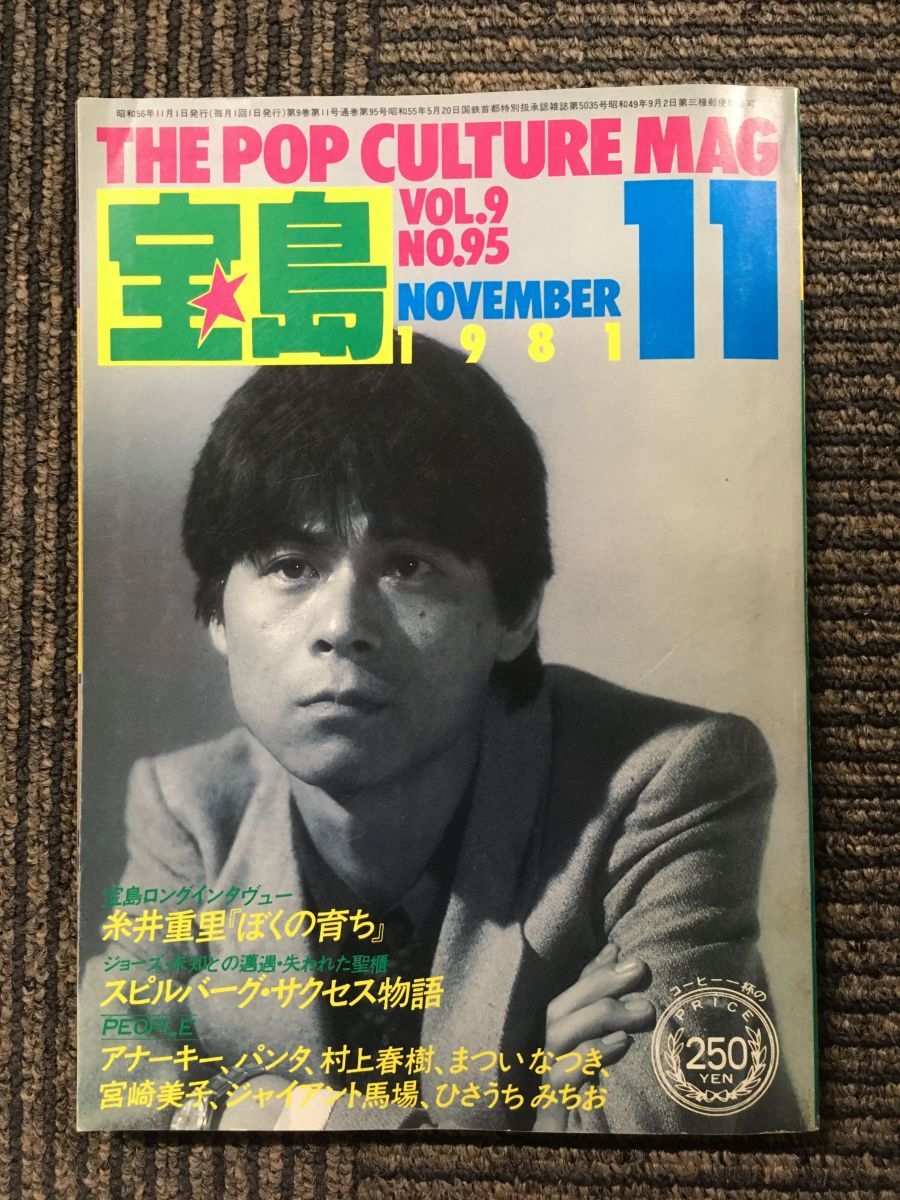 昭和56年11月1日発行(毎月1回1日発行)第9巻第11号通巻第95号昭和55年5月20日国鉄首都特別扱承認雑誌第5035号昭和49年9月2日第三種郵便物認可
THE POP CULTURE MAG
宝島
VOL.9
NO.95
NOVEMBER
1981
11
宝島ロングインタヴュー
糸井重里『ぼくの育ち』
ジョーズ・未知との遭遇・失われた聖櫃
スピルバーグ・サクセス物語
PEOPLE
アナーキー、パンタ、村上春樹、まついなつき、
宮崎美子、ジャイアント馬場、ひさうちみちお
コーヒー一杯の
PRICE
250
YEN